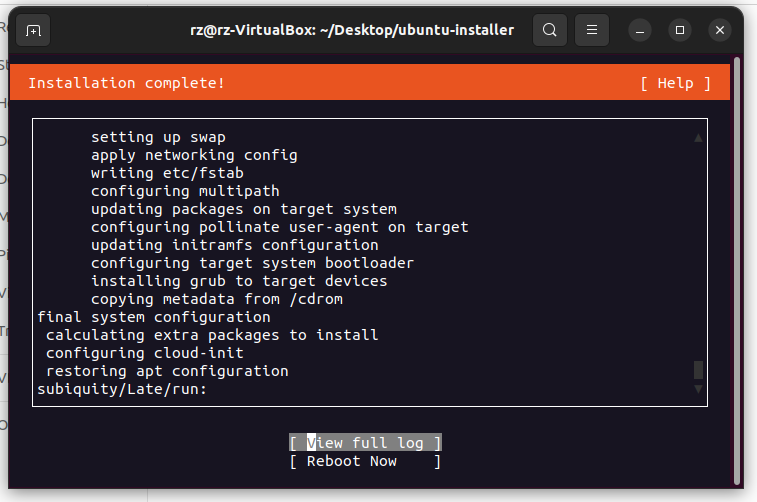 rz@rz-VirtualBox: ~/Desktop/ubuntu-installer
Installation complete! [ Help ]
setting up swap
apply networking config
writing etc/fstab
configuring multipath
updating packages on target system
configuring pollinate user-agent on target
updating initramfs configuration
configuring target system bootloader
installing grub to target devices
copying metadata from /cdrom
final system configuration
calculating extra packages to install
configuring cloud-init
restoring apt configuration
subiquity/Late/run:
[ View full log ]
[ Reboot Now ]